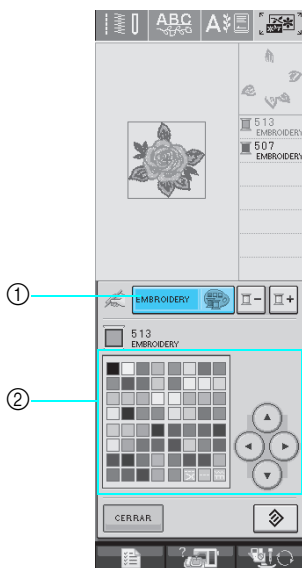 ABC
A
513
EMBROIDERY
507
EMBROIDERY
①
EMBROIDERY
-
+
513
EMBROIDERY
②
CERRAR
?